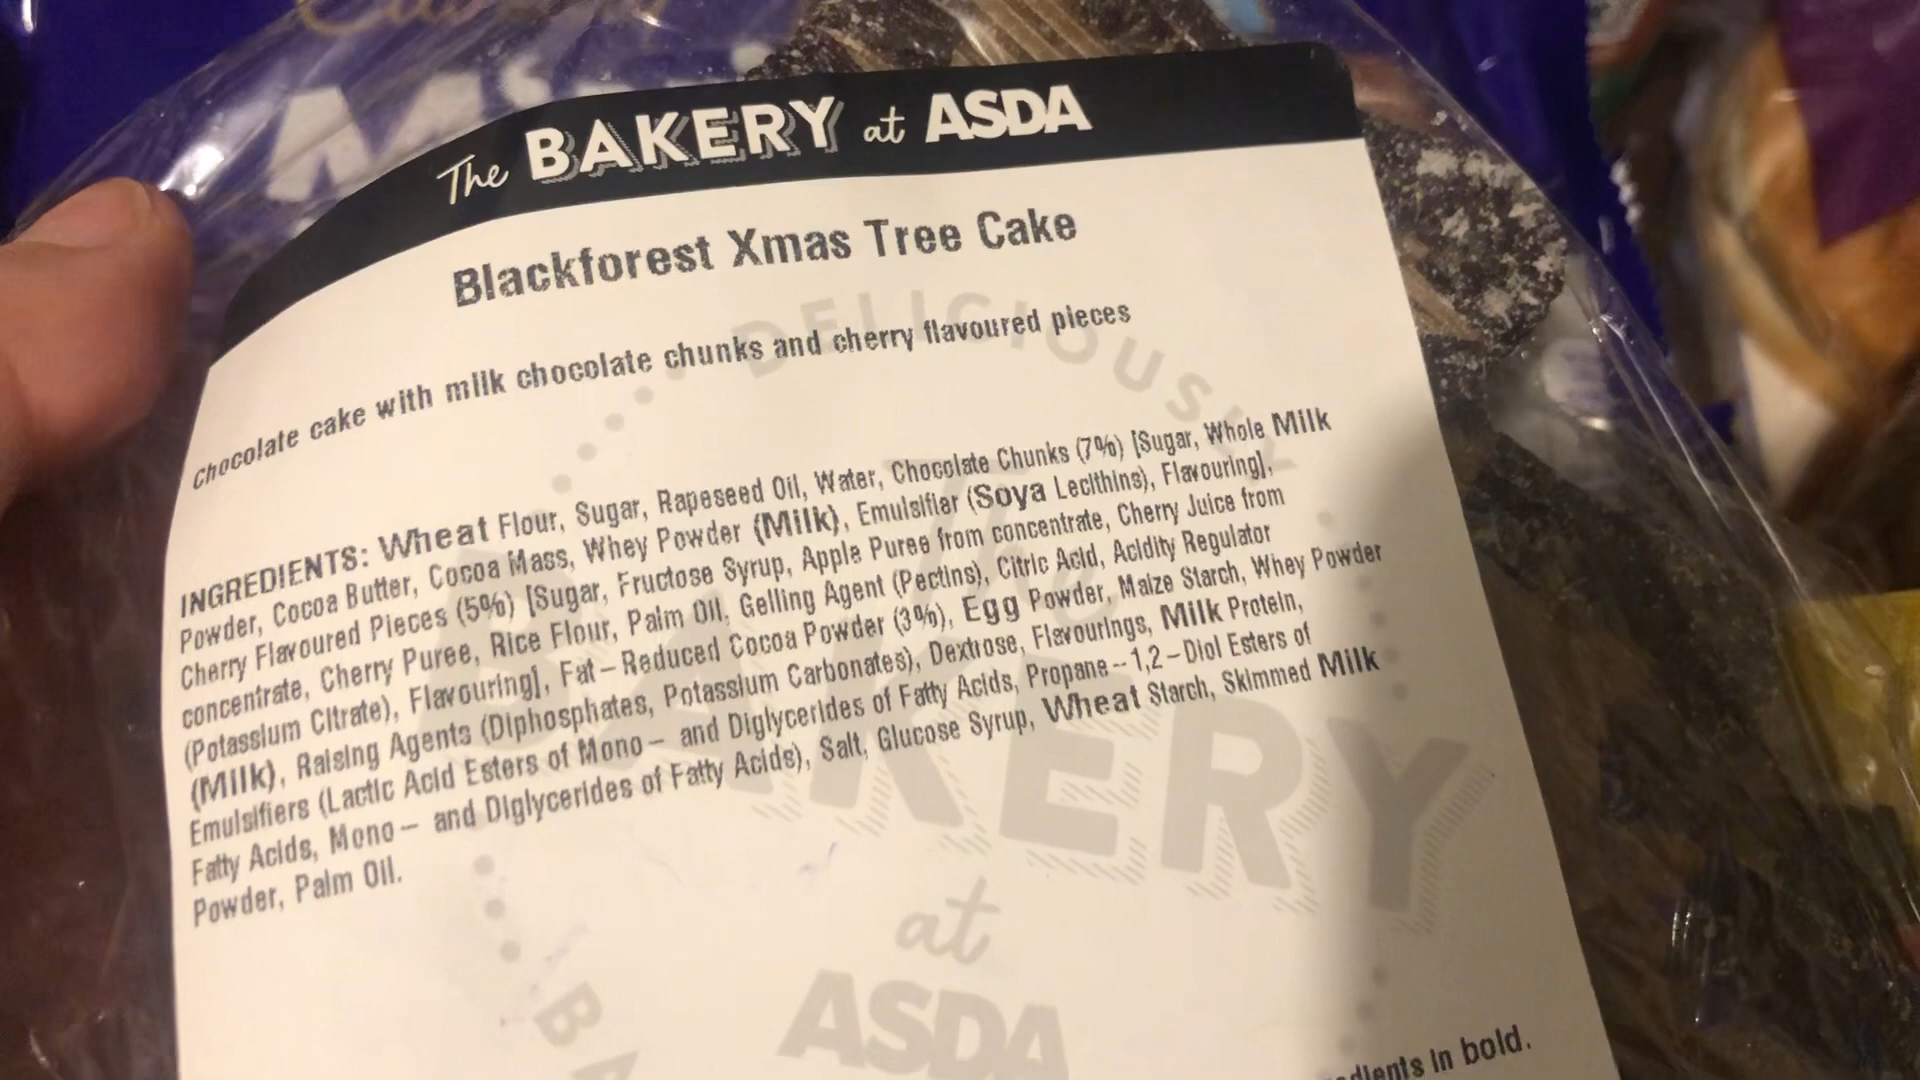 The BAKERY at ASDA
Blackforest Xmas Tree Cake
Chocolate cake with milk chocolate chunks and cherry flavoured pieces
INGREDIENTS: Wheat Flour, Sugar, Rapeseed Oil, Water, Chocolate Chunks (7%) [Sugar, Whole Milk
Powder, Cocoa Butter, Cocoa Mass, Whey Powder (Milk), Emulsifier (Soya Lecithins), Flavouring],
Cherry Flavoured Pieces (5%) [Sugar, Fructose Syrup, Apple Puree from concentrate, Cherry Juice from
concentrate, Cherry Puree, Rice Flour, Palm Oil, Gelling Agent (Pectins), Citric Acid, Acidity Regulator
(Potassium Citrate), Flavouring], Fat-Reduced Cocoa Powder (3%), Egg Powder, Maize Starch, Whey Powder
(Milk), Raising Agents (Diphosphates, Potassium Carbonates), Dextrose, Flavourings, Milk Protein,
Emulsifiers (Lactic Acid Esters of Mono- and Diglycerides of Fatty Acids, Propane--1,2-Diol Esters of
Fatty Acids, Mono- and Diglycerides of Fatty Acids), Salt, Glucose Syrup, Wheat Starch, Skimmed Milk
Powder, Palm Oil.
DELICIOUSLY
The
BAKERY
at
ASDA
in bold.